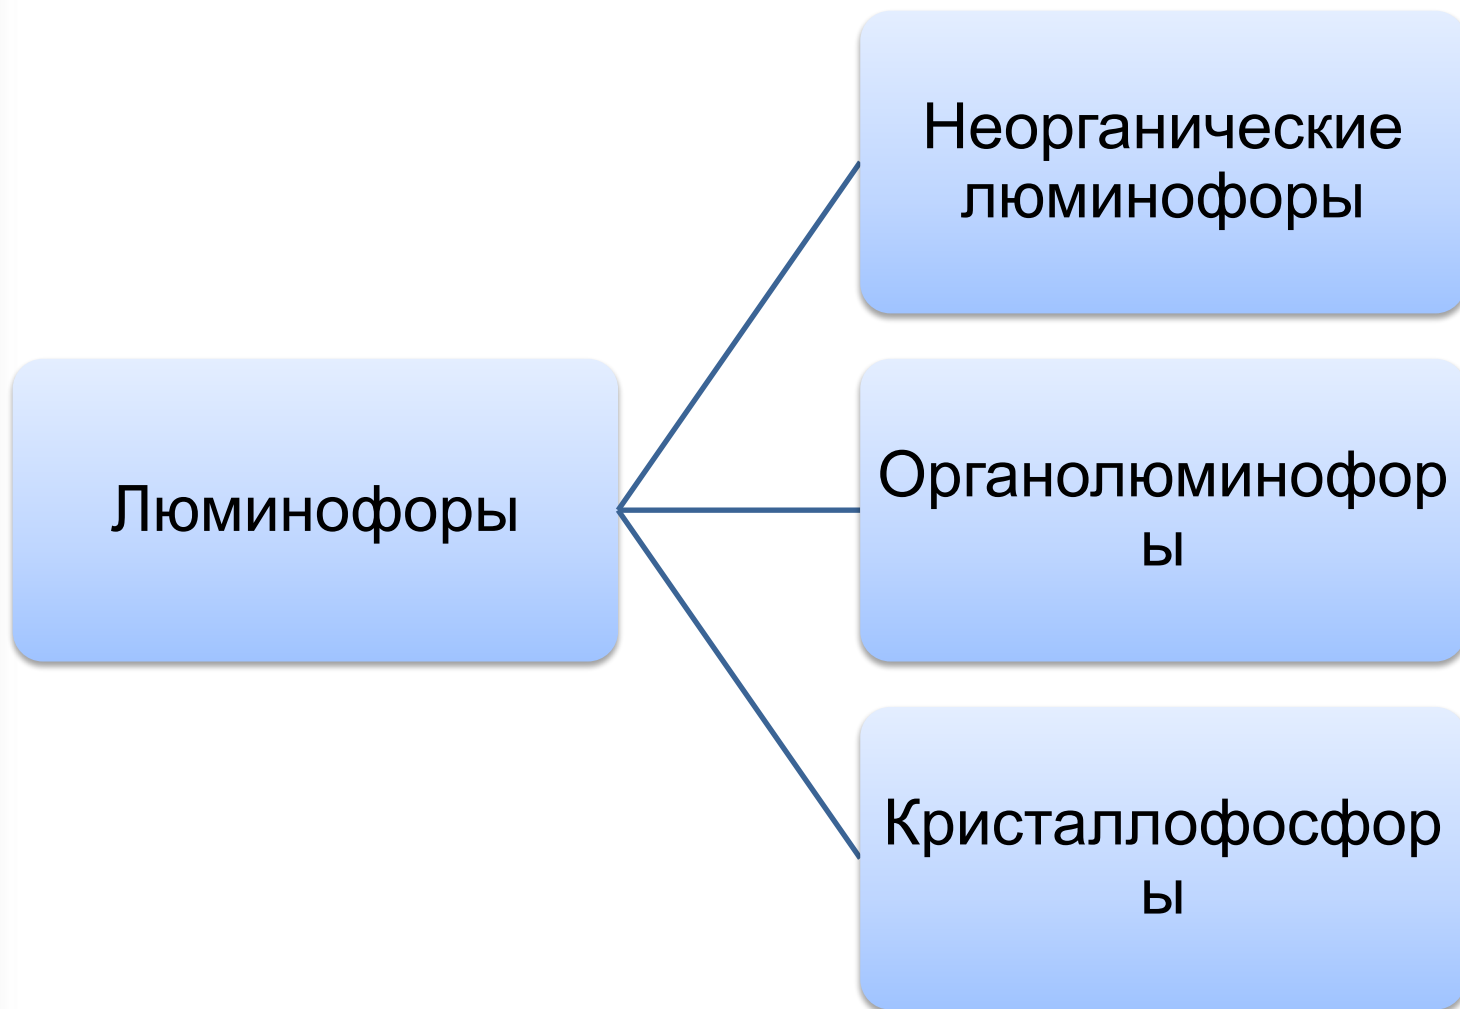 Неорганические
люминофоры
Люминофоры
Органолюминофор
ы
Кристаллофосфор
ы